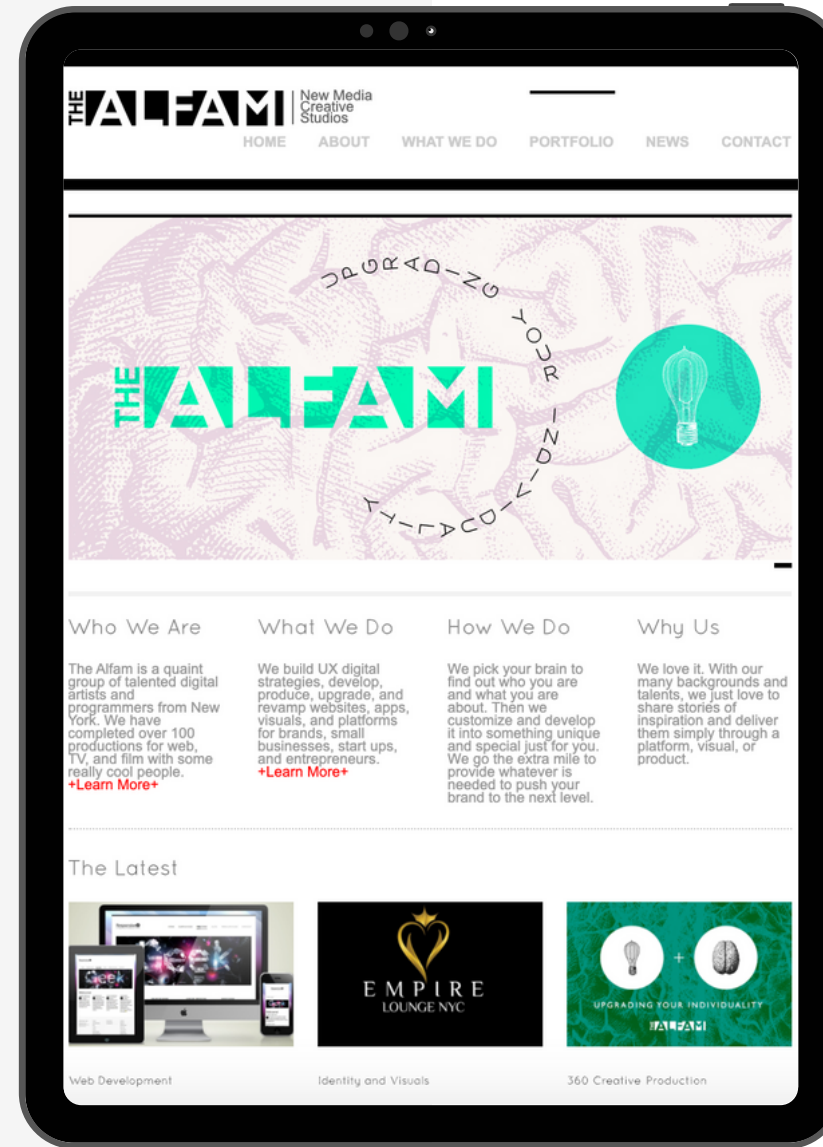 THE ALFAMI
New Media
Creative
Studios
HOME ABOUT WHAT WE DO PORTFOLIO NEWS CONTACT
UPGRADING YOUR INDIVIDUALITY
THE ALFAMI
Who We Are
The Alfam is a quaint
group of talented digital
artists and
programmers from New
York. We have
completed over 100
productions for web,
TV, and film with some
really cool people.
+Learn More+
What We Do
We build UX digital
strategies, develop,
produce, upgrade, and
revamp websites, apps,
visuals, and platforms
for brands, small
businesses, start ups,
and entrepreneurs.
+Learn More+
How We Do
We pick your brain to
find out who you are
and what you are
about. Then we
customize and develop
it into something unique
and special just for you.
We go the extra mile to
provide whatever is
needed to push your
brand to the next level.
Why Us
We love it. With our
many backgrounds and
talents, we just love to
share stories of
inspiration and deliver
them simply through a
platform, visual, or
product.
The Latest
Geek
Geek
Geek
EMPIRE
LOUNGE NYC
+
UPGRADING YOUR INDIVIDUALITY
THE ALFAMI
Web Development
Identity and Visuals
360 Creative Production